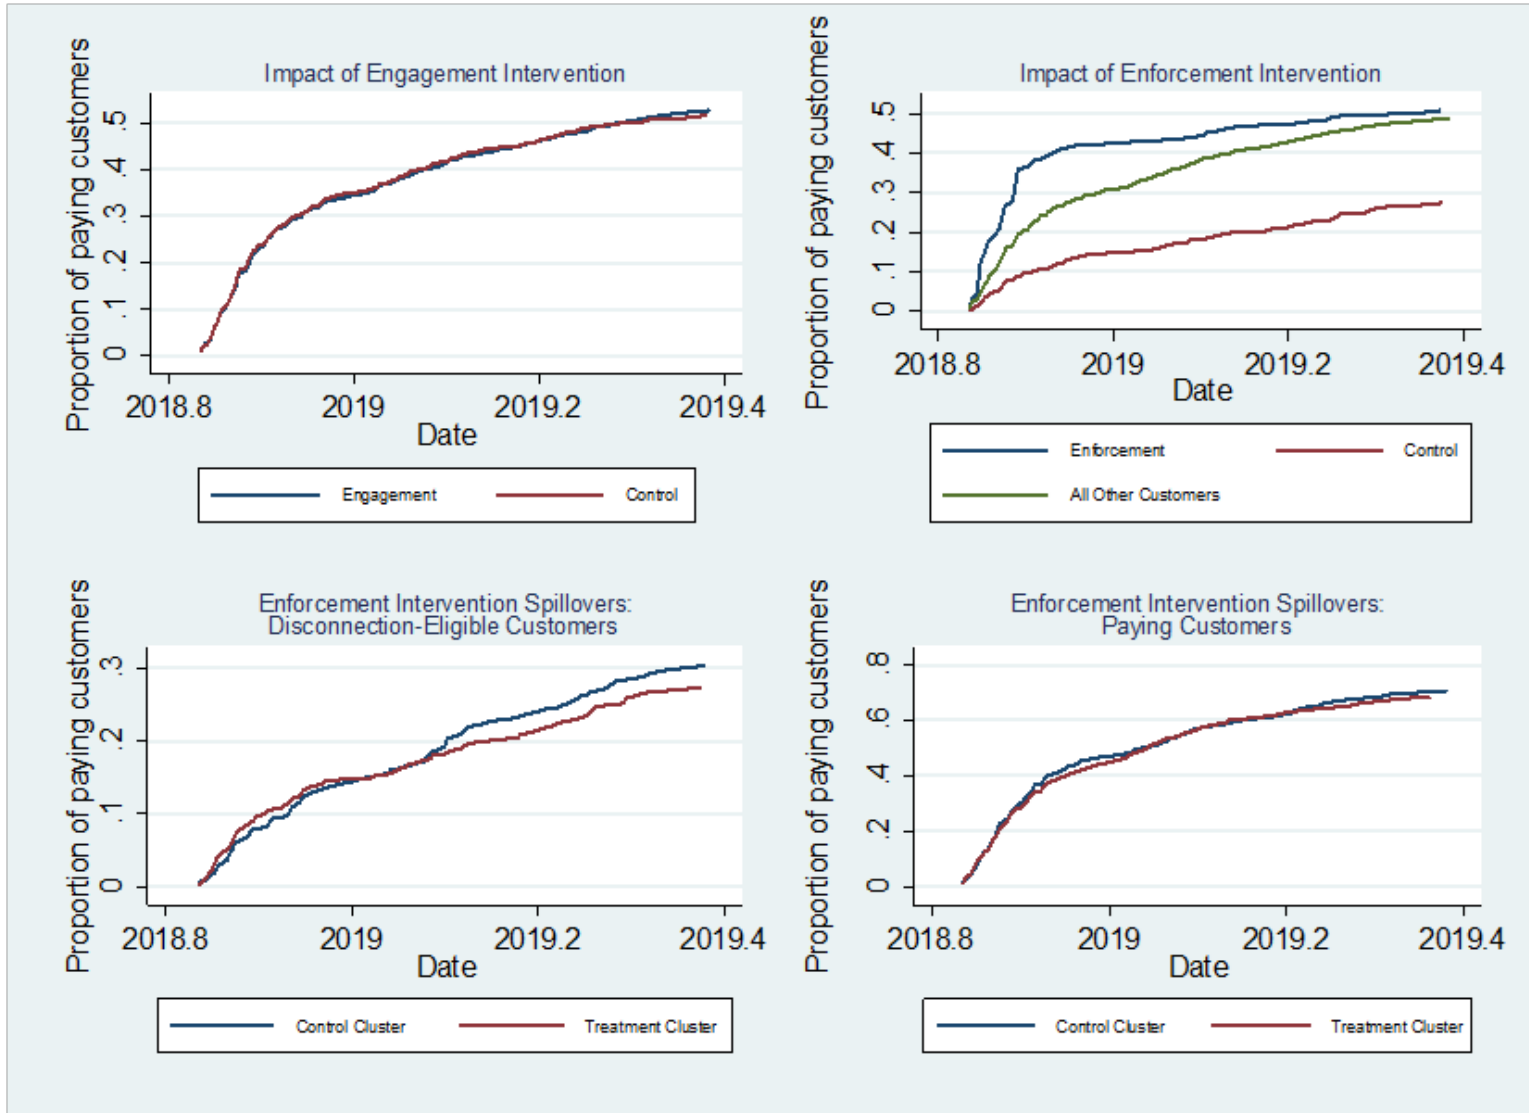 Impact of Engagement Intervention
Proportion of paying customers
.5
.4
.3
.2
.1
0
2018.8 2019 2019.2 2019.4
Date
Engagement Control
Impact of Enforcement Intervention
Proportion of paying customers
.5
.4
.3
.2
.1
0
2018.8 2019 2019.2 2019.4
Date
Enforcement Control
All Other Customers
Enforcement Intervention Spillovers:
Disconnection-Eligible Customers
Proportion of paying customers
.3
.2
.1
0
2018.8 2019 2019.2 2019.4
Date
Control Cluster Treatment Cluster
Enforcement Intervention Spillovers:
Paying Customers
Proportion of paying customers
.8
.6
.4
.2
0
2018.8 2019 2019.2 2019.4
Date
Control Cluster Treatment Cluster